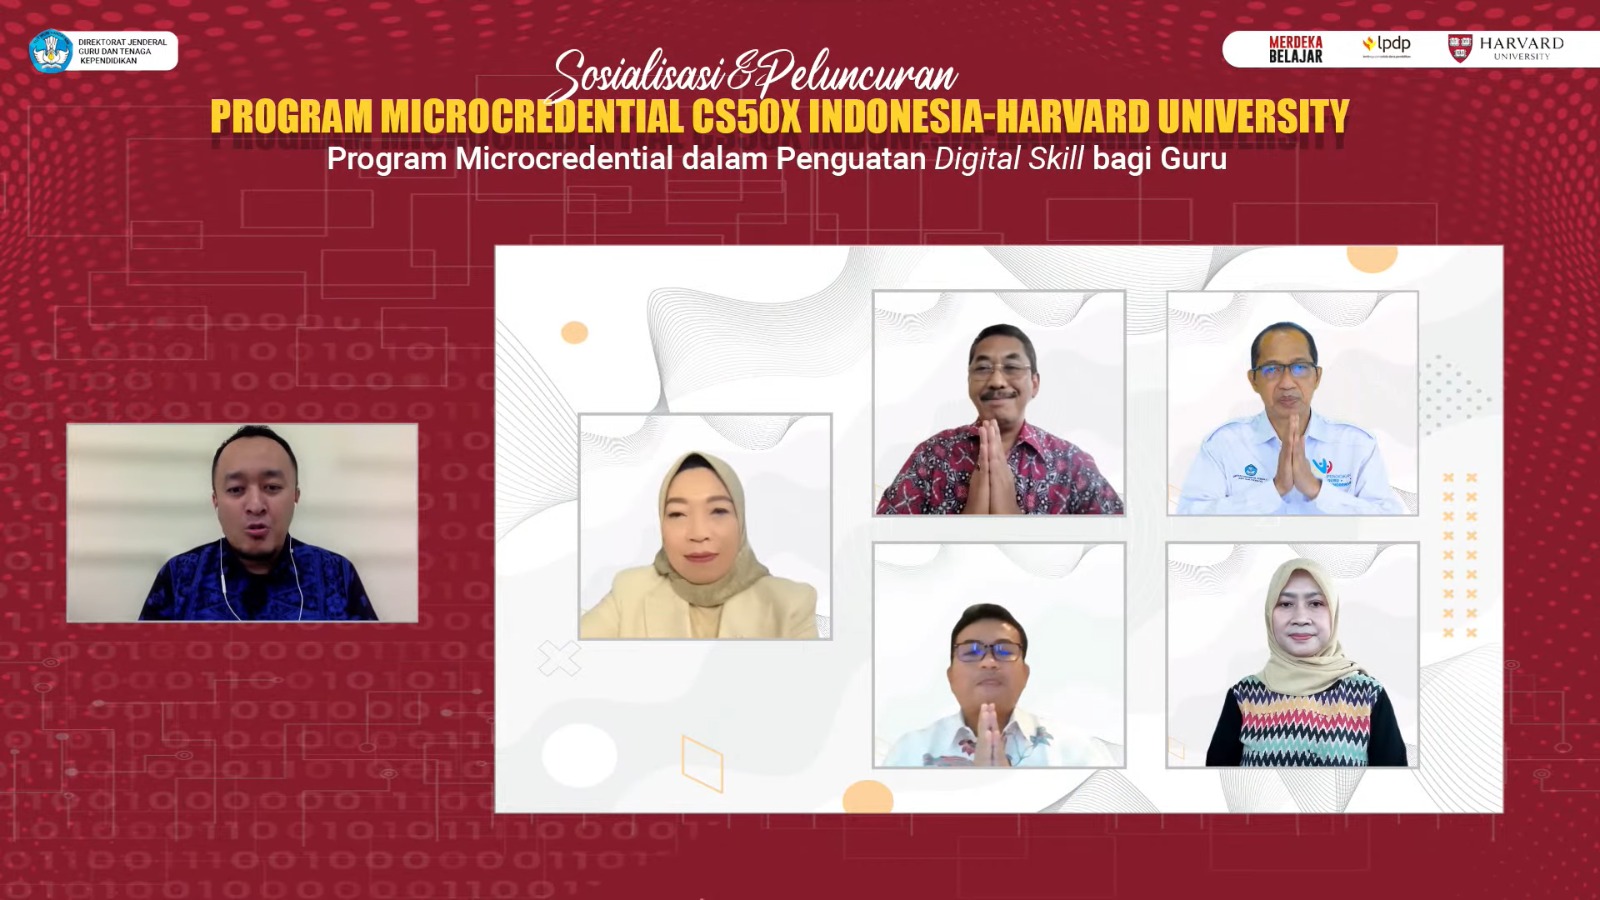 DIREKTORAT JENDERAL
GURU DAN TENAGA
KEPENDIDIKAN
MERDEKA
BELAJAR
lpdp
HARVARD
UNIVERSITY
Sosialisasi & Peluncuran
PROGRAM MICROCREDENTIAL CS50X INDONESIA-HARVARD UNIVERSITY
Program Microcredential dalam Penguatan Digital Skill bagi Guru